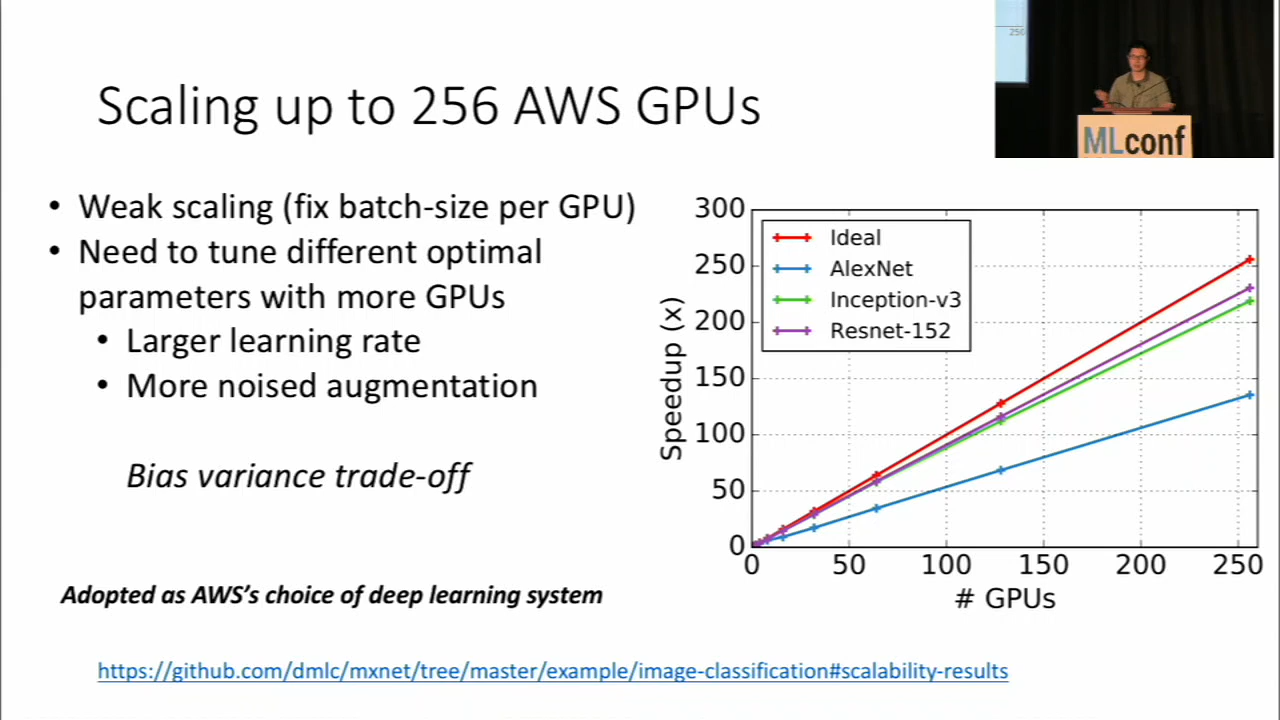 Scaling up to 256 AWS GPUs
250
MLconf
• Weak scaling (fix batch-size per GPU)
• Need to tune different optimal
parameters with more GPUs
• Larger learning rate
• More noised augmentation
Bias variance trade-off
Adopted as AWS's choice of deep learning system
https://github.com/dmlc/mxnet/tree/master/example/image-classification#scalability-results
Speedup (x)
300
250
200
150
100
50
0
Ideal
AlexNet
Inception-v3
Resnet-152
0 50 100 150 200 250
# GPUs